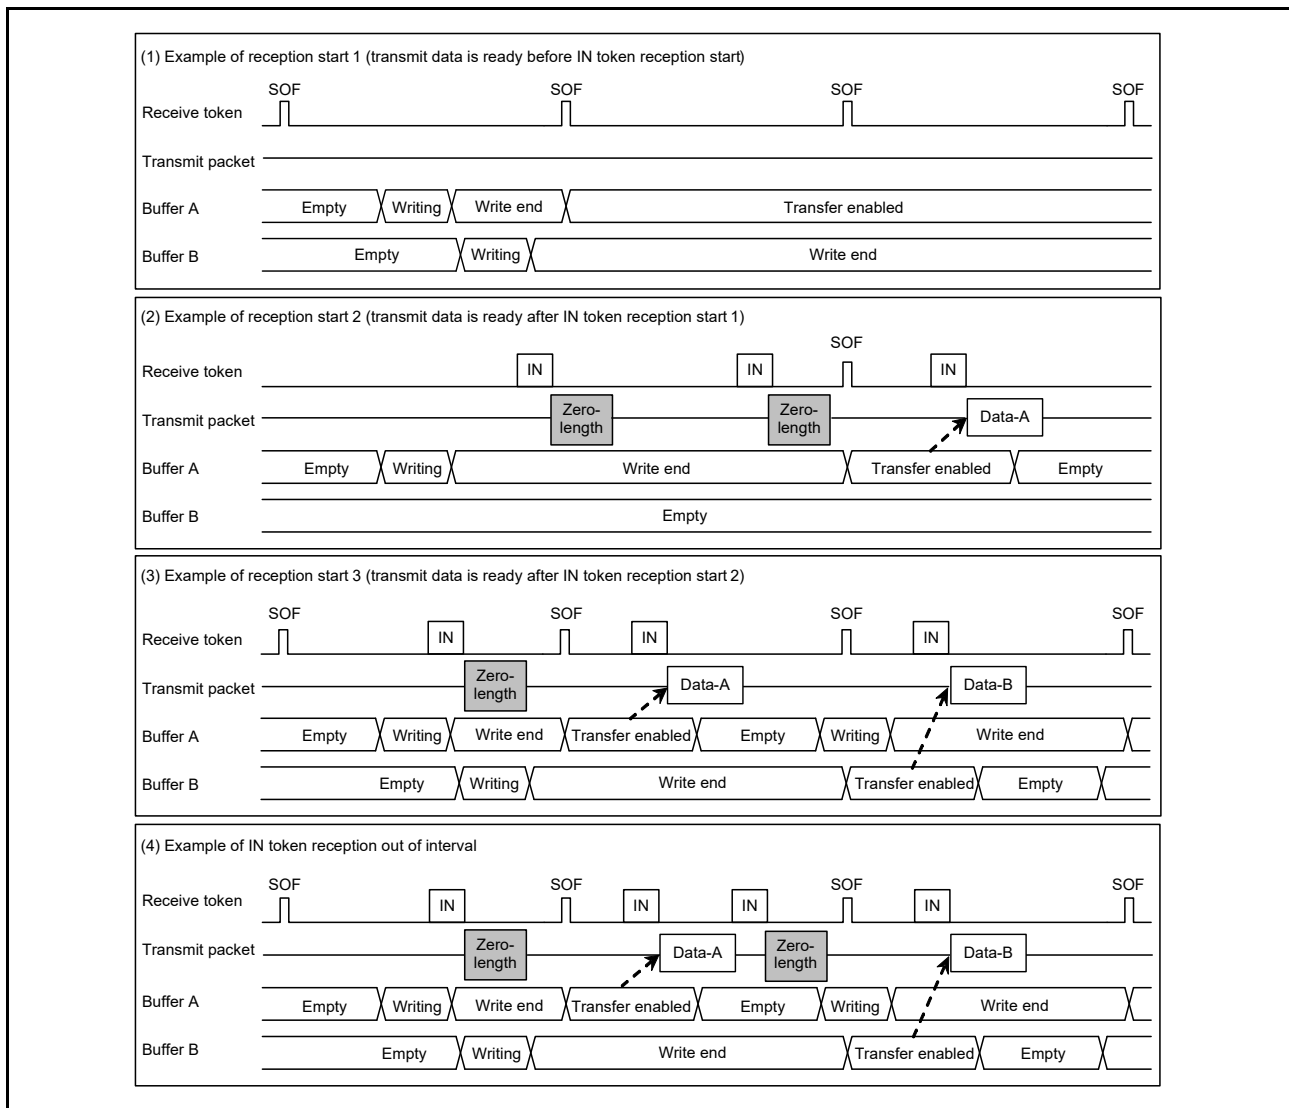 (1) Example of reception start 1 (transmit data is ready before IN token reception start)
SOF SOF SOF SOF
Receive token
Transmit packet
Buffer A Empty Writing Write end Transfer enabled
Buffer B Empty Writing Write end
(2) Example of reception start 2 (transmit data is ready after IN token reception start 1)
SOF
Receive token IN IN IN
Transmit packet Zero-length Zero-length Data-A
Buffer A Empty Writing Write end Transfer enabled Empty
Buffer B Empty
(3) Example of reception start 3 (transmit data is ready after IN token reception start 2)
SOF SOF SOF SOF
Receive token IN IN IN
Transmit packet Zero-length Data-A Data-B
Buffer A Empty Writing Write end Transfer enabled Empty Writing Write end
Buffer B Empty Writing Write end Transfer enabled Empty
(4) Example of IN token reception out of interval
SOF SOF SOF SOF
Receive token IN IN IN IN
Transmit packet Zero-length Data-A Zero-length Data-B
Buffer A Empty Writing Write end Transfer enabled Empty Writing Write end
Buffer B Empty Writing Write end Transfer enabled Empty